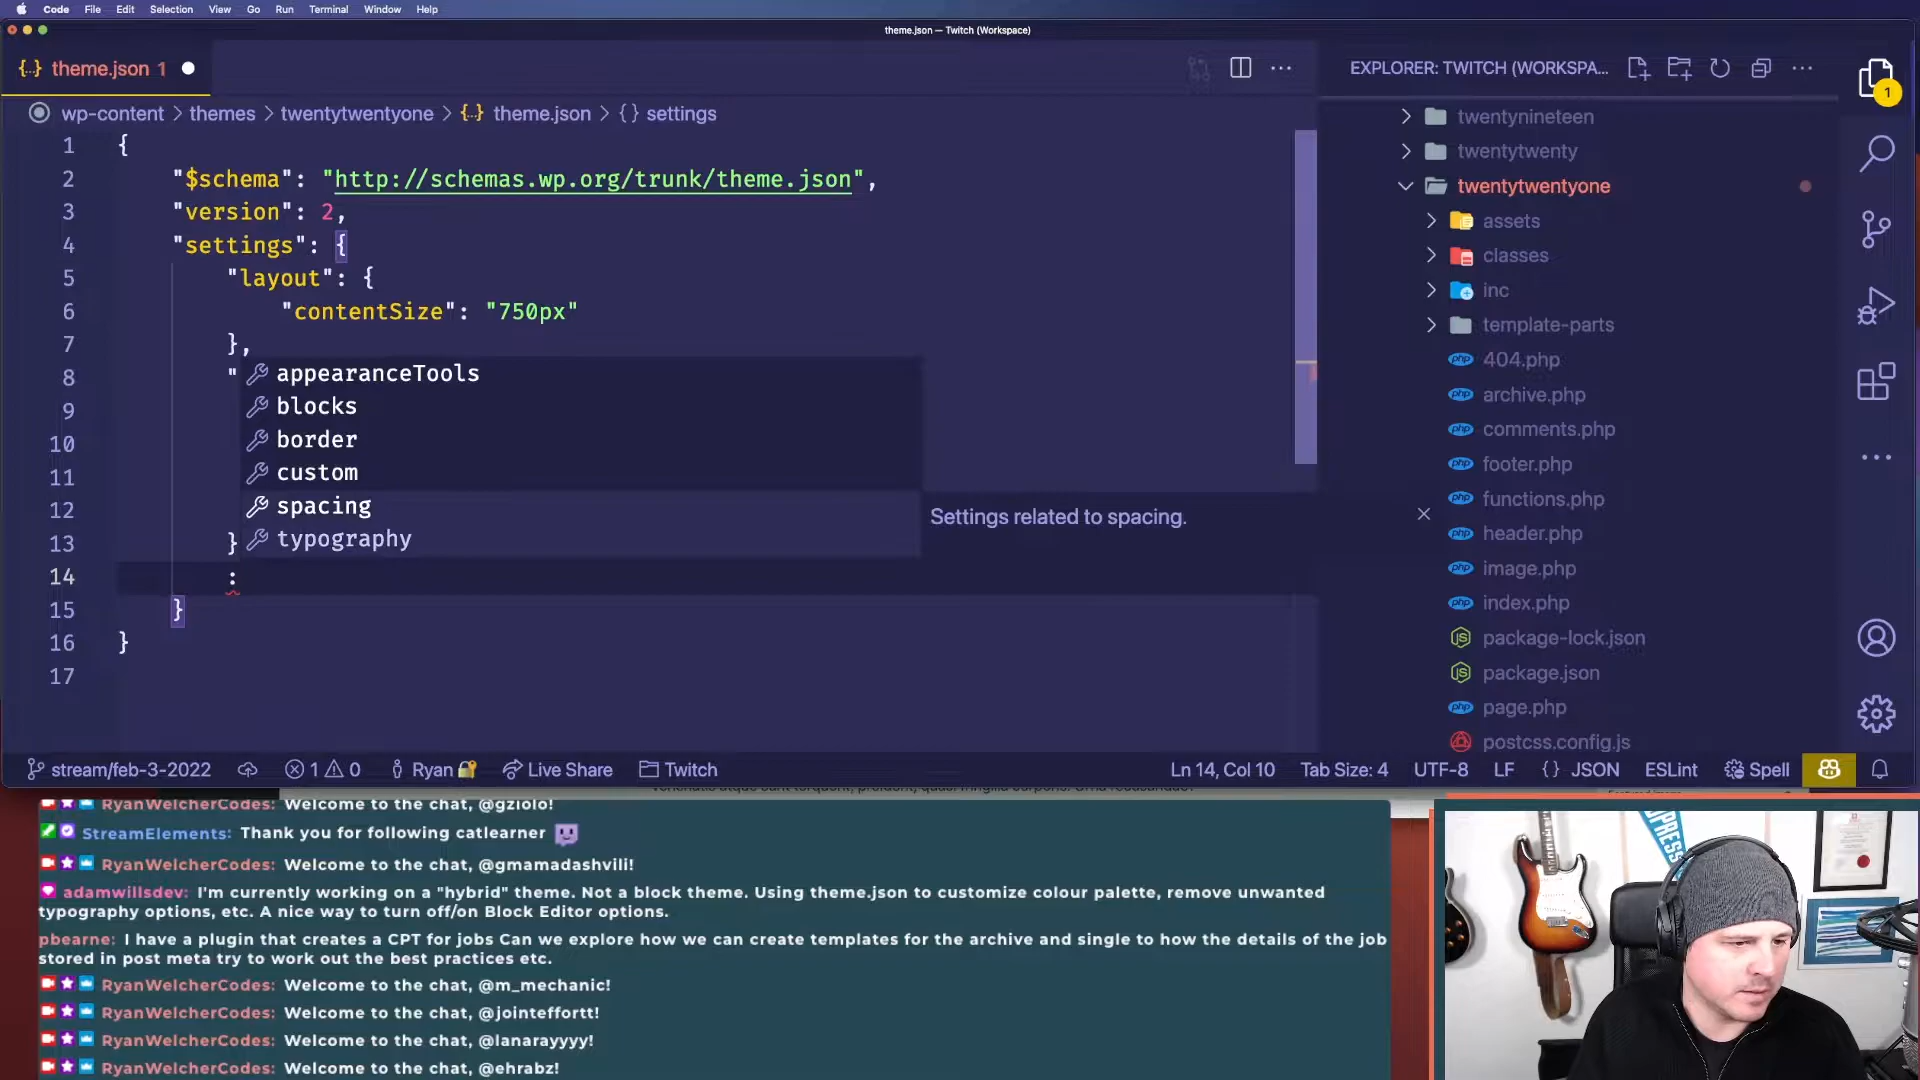 Code File Edit Selection View Go Run Terminal Window Help
theme.json — Twitch (Workspace)
{..} theme.json 1
EXPLORER: TWITCH (WORKSPA...
1
wp-content > themes > twentytwentyone > {..} theme.json > {} settings
1 {
2 "$schema": "http://schemas.wp.org/trunk/theme.json",
3 "version": 2,
4 "settings": {
5 "layout": {
6 "contentSize": "750px"
7 },
8 "
9
10
11
12
13 }
14 :
15 }
16 }
17
appearanceTools
blocks
border
custom
spacing
typography
Settings related to spacing.
twentynineteen
twentytwenty
twentytwentyone
assets
classes
inc
template-parts
php 404.php
php archive.php
php comments.php
php footer.php
php functions.php
php header.php
php image.php
php index.php
package-lock.json
package.json
php page.php
postcss.config.js
stream/feb-3-2022 1 0 Ryan Live Share Twitch Ln 14, Col 10 Tab Size: 4 UTF-8 LF {} JSON ESLint Spell
RyanWelcherCodes: Welcome to the chat, @gziolo!
StreamElements: Thank you for following catlearner
RyanWelcherCodes: Welcome to the chat, @gmamadashvili!
adamwillsdev: I'm currently working on a "hybrid" theme. Not a block theme. Using theme.json to customize colour palette, remove unwanted
typography options, etc. A nice way to turn off/on Block Editor options.
pbearne: I have a plugin that creates a CPT for jobs Can we explore how we can create templates for the archive and single to how the details of the job
stored in post meta try to work out the best practices etc.
RyanWelcherCodes: Welcome to the chat, @m_mechanic!
RyanWelcherCodes: Welcome to the chat, @jointeffortt!
RyanWelcherCodes: Welcome to the chat, @lanarayyyy!
RyanWelcherCodes: Welcome to the chat, @ehrabz!